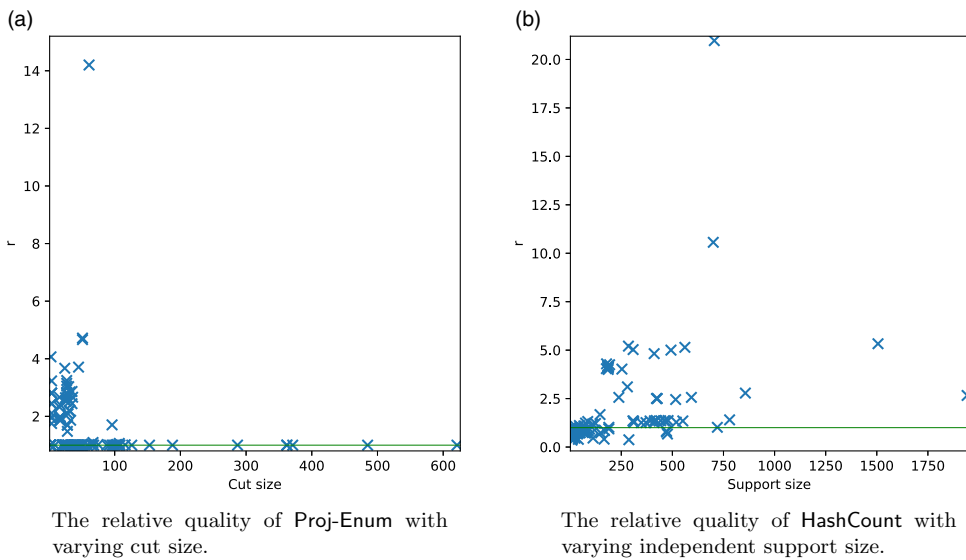 (a)
14
12
10
8
6
4
2
r
100
200
300
400
500
600
Cut size
The relative quality of Proj-Enum with
varying cut size.
(b)
20.0
17.5
15.0
12.5
10.0
7.5
5.0
2.5
0.0
r
250
500
750
1000
1250
1500
1750
Support size
The relative quality of HashCount with
varying independent support size.